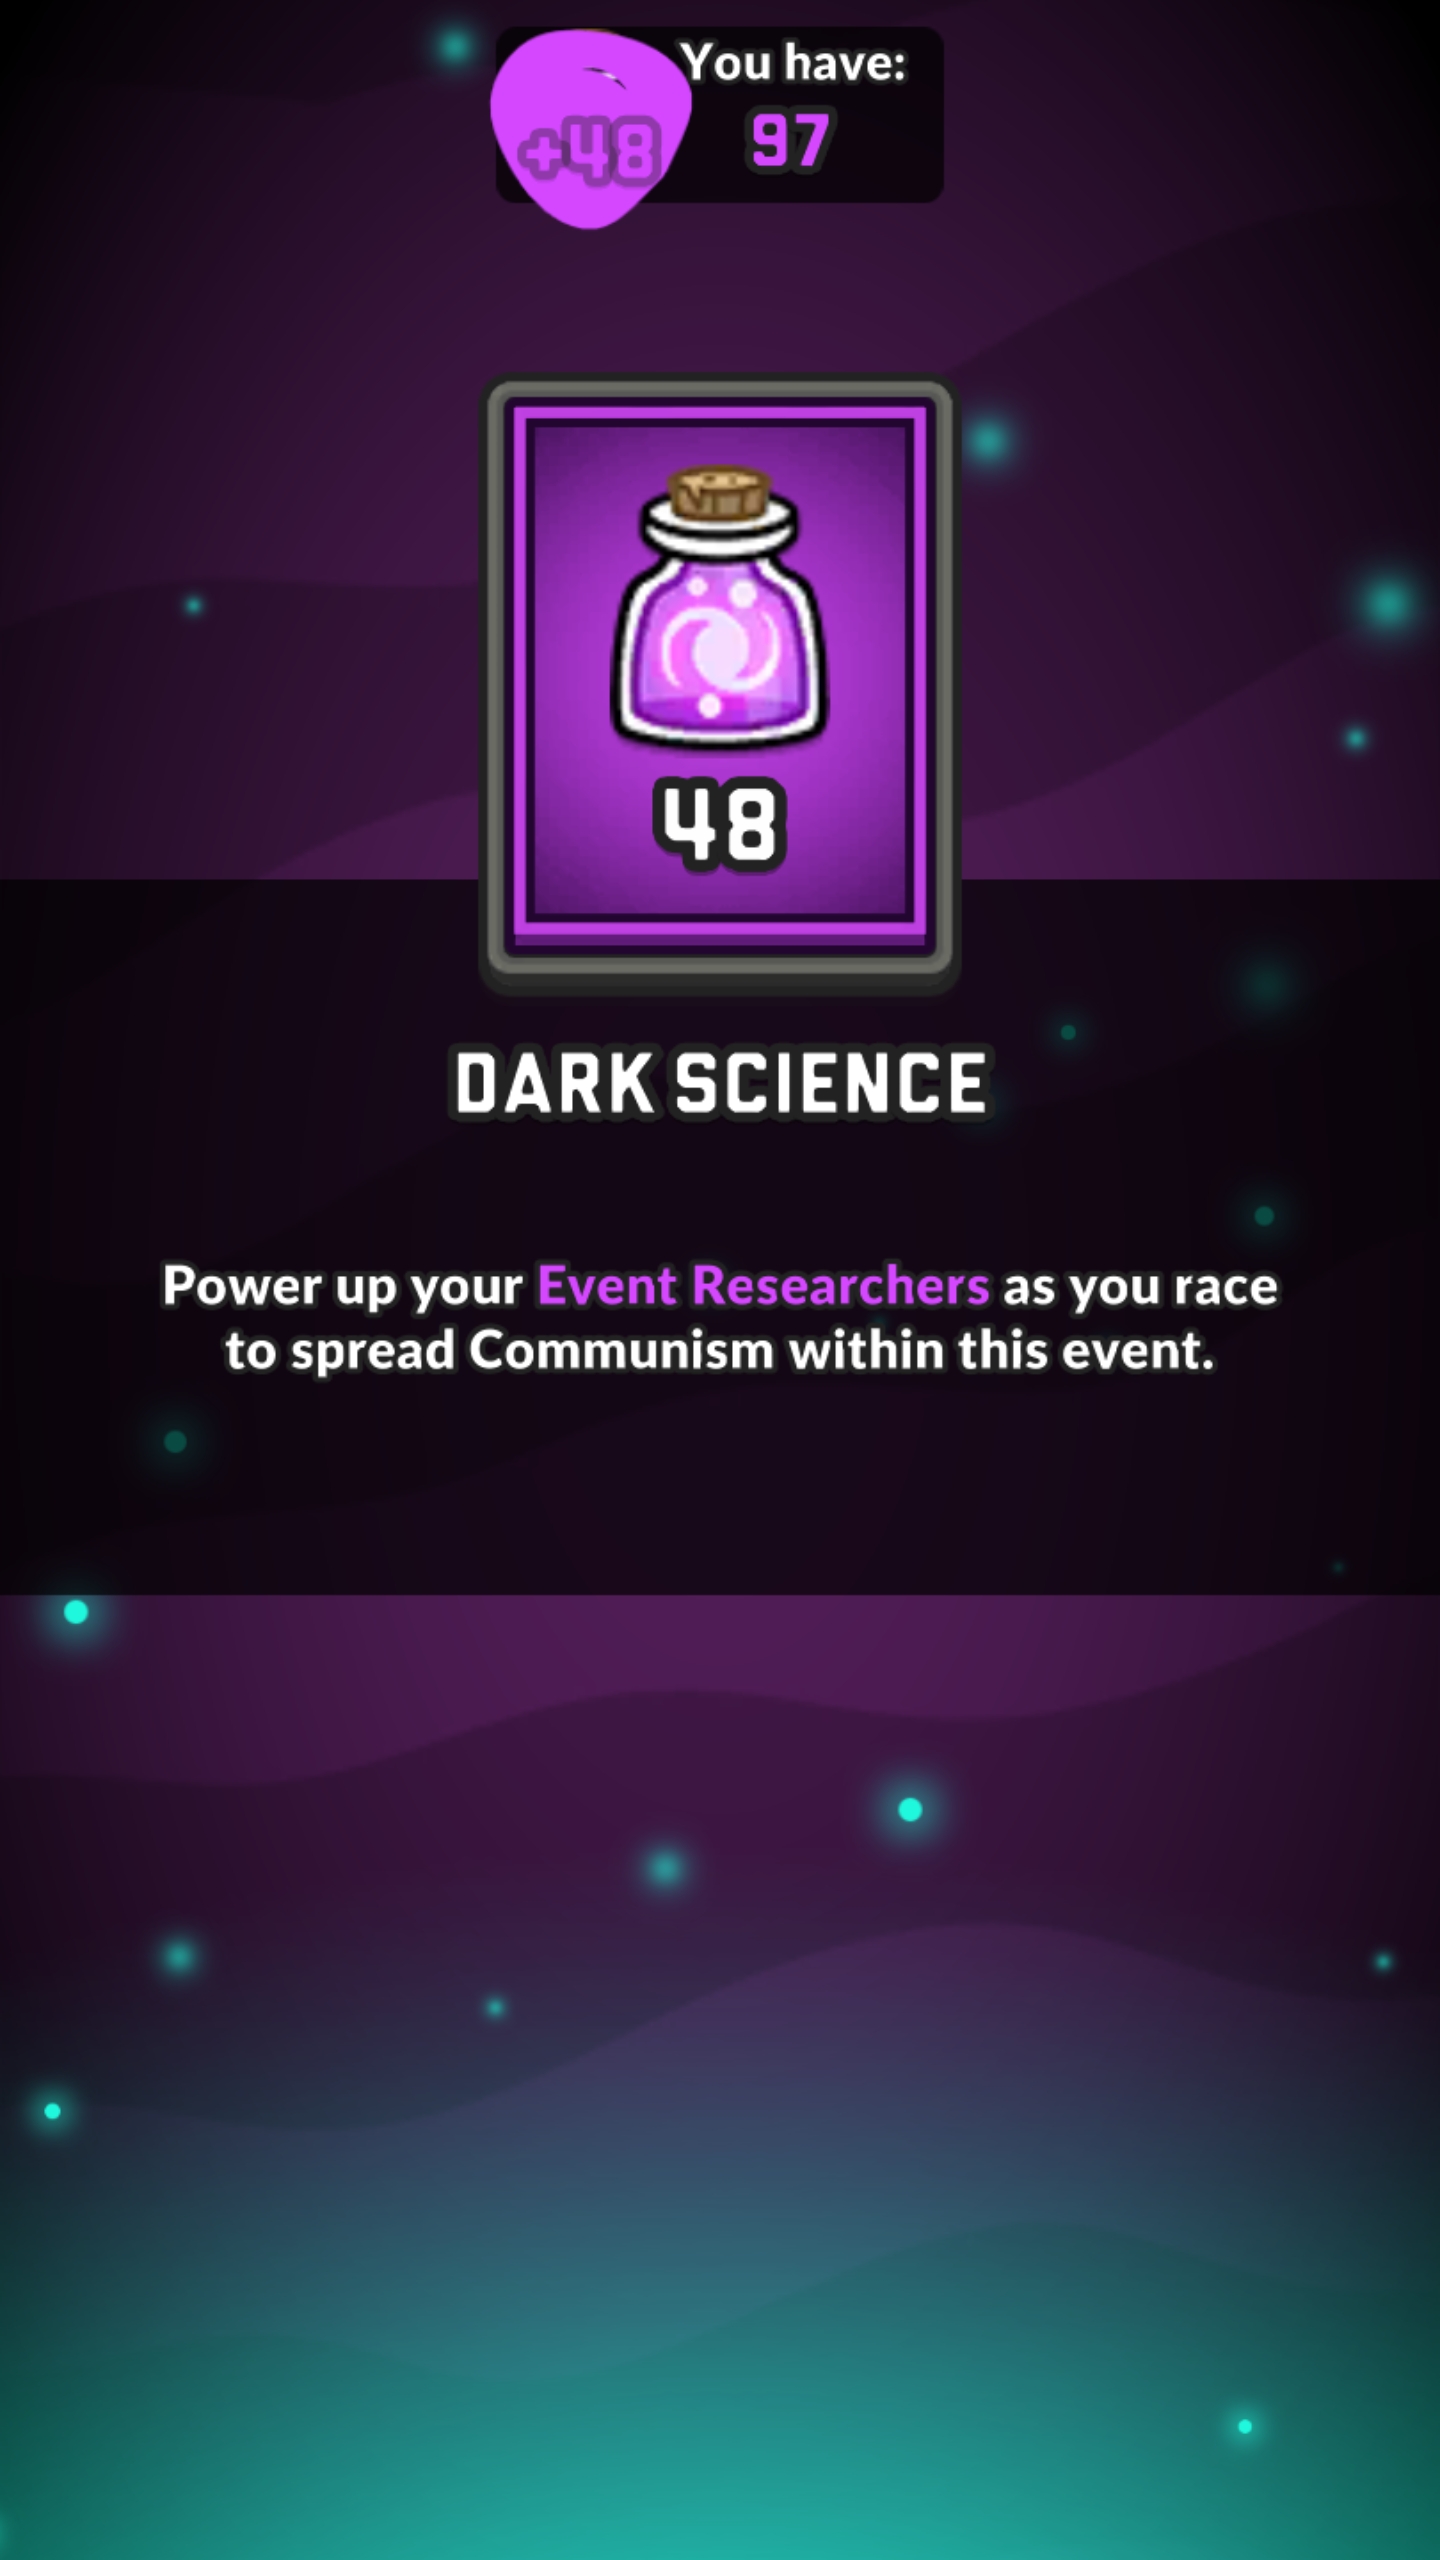 You have:
+48
97
48
DARK SCIENCE
Power up your Event Researchers as you race
to spread Communism within this event.